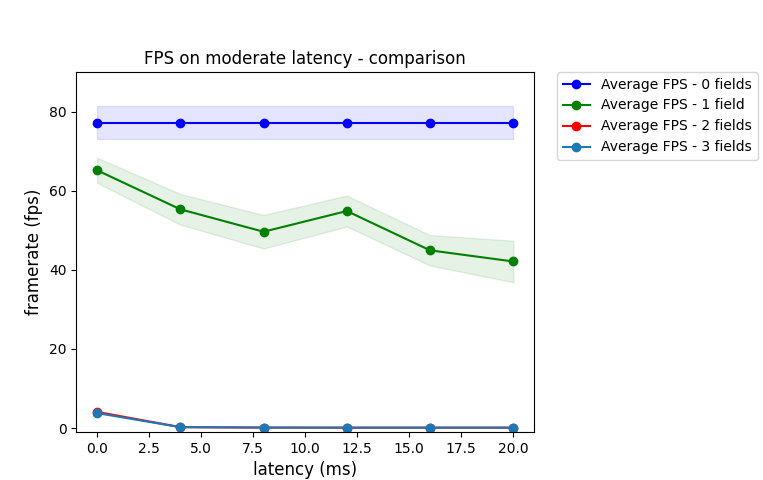 FPS on moderate latency - comparison
Average FPS - 0 fields
Average FPS - 1 field
Average FPS - 2 fields
Average FPS - 3 fields
framerate (fps)
80
60
40
20
0
0.0 2.5 5.0 7.5 10.0 12.5 15.0 17.5 20.0
latency (ms)